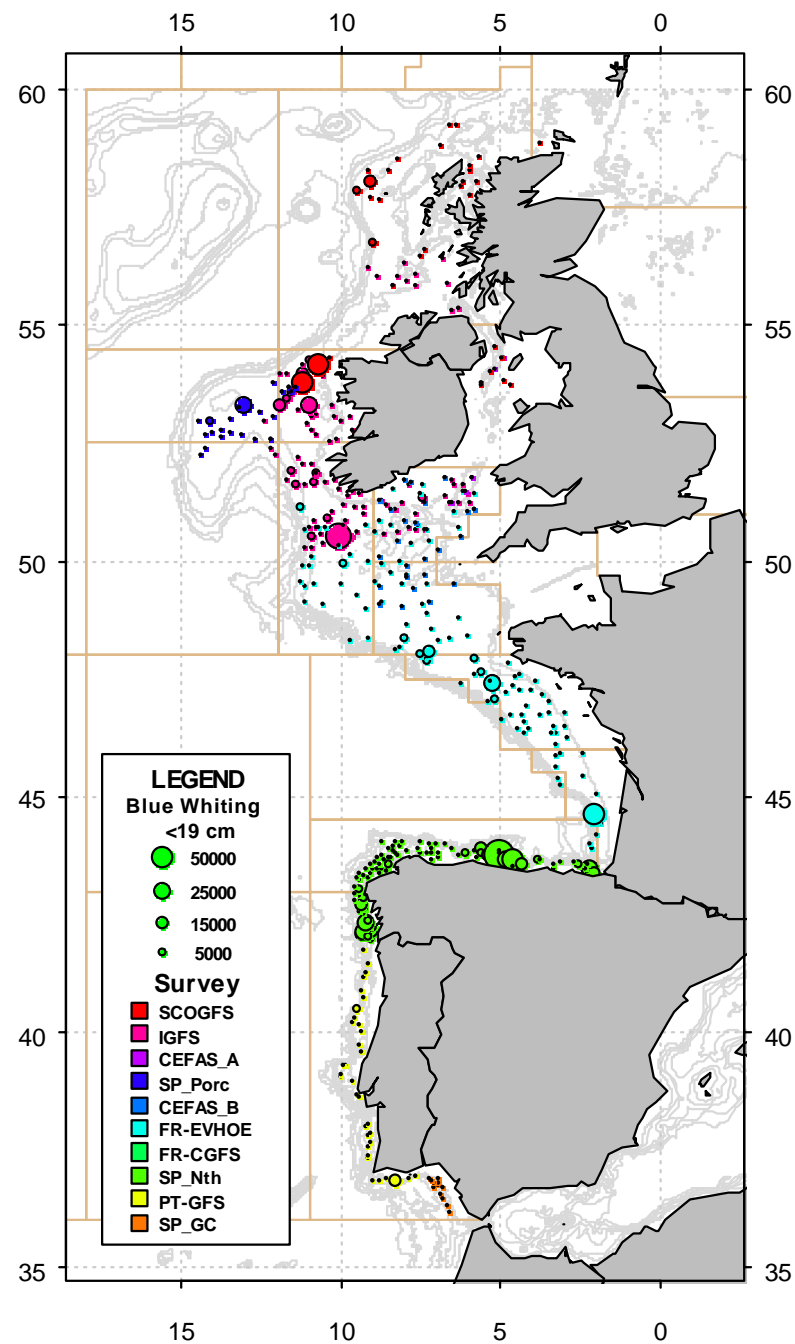 15 10 5 0
60 60
55 55
50 50
45 45
40 40
35 35
LEGEND
Blue Whiting
<19 cm
50000
25000
15000
5000
Survey
SCOGFS
IGFS
CEFAS_A
SP_Porc
CEFAS_B
FR-EVHOE
FR-CGFS
SP_Nth
PT-GFS
SP_GC
15 10 5 0